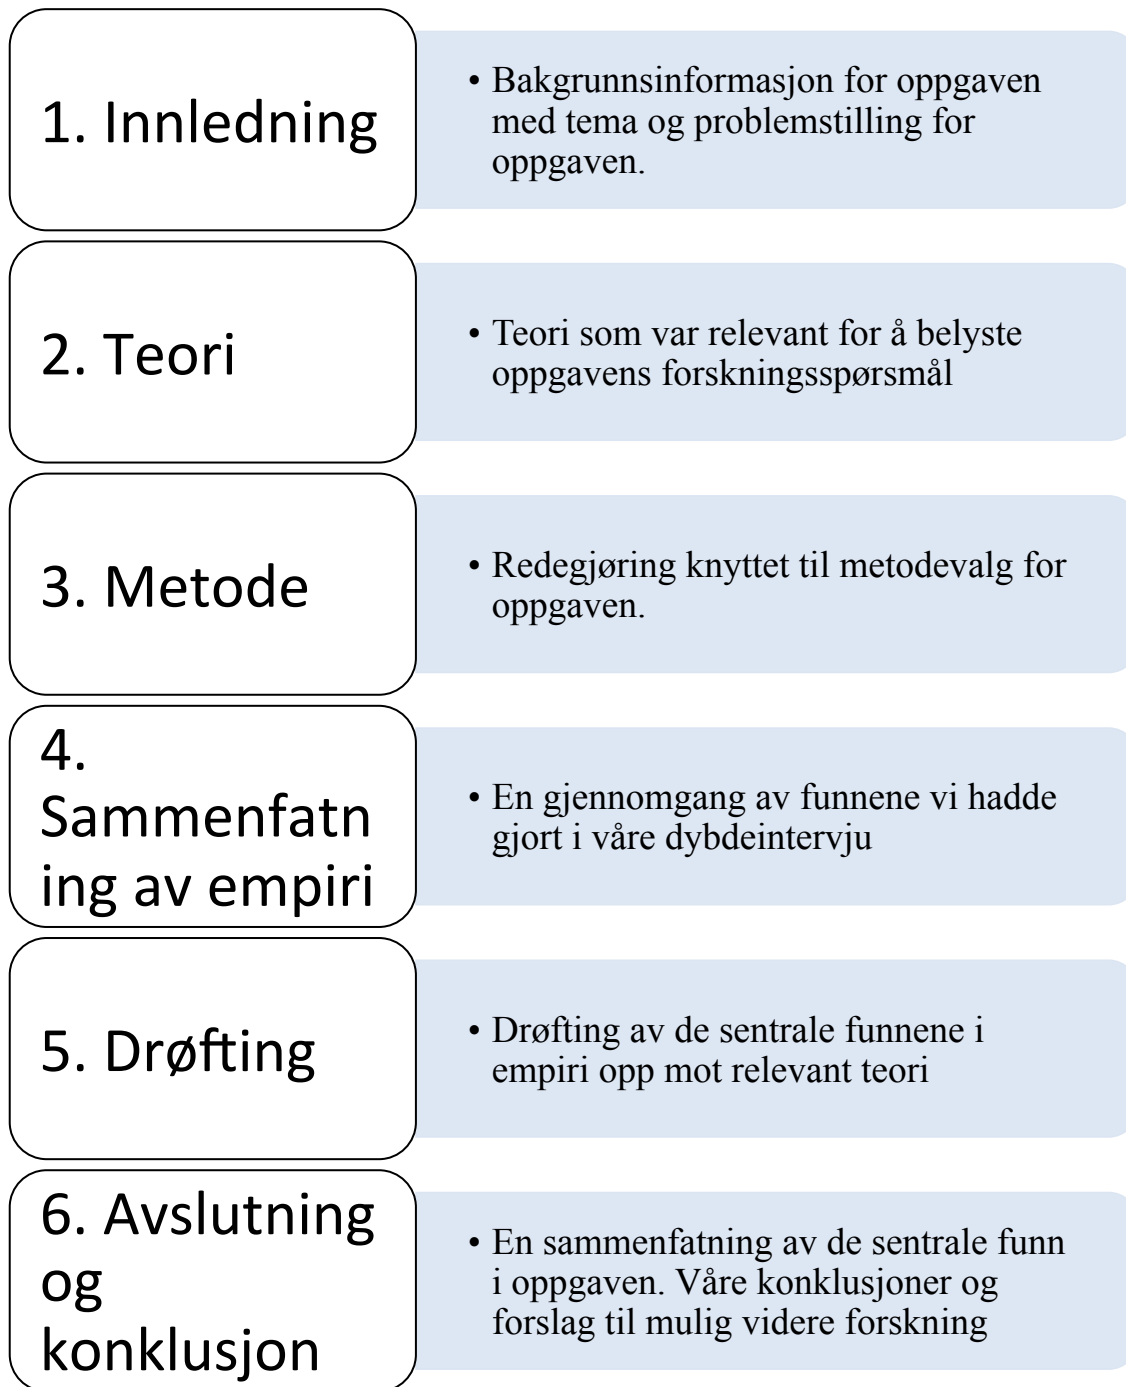 1. Innledning
• Bakgrunnsinformasjon for oppgaven
med tema og problemstilling for
oppgaven.
2. Teori
• Teori som var relevant for å belyste
oppgavens forskningsspørsmål
3. Metode
• Redegjøring knyttet til metodevalg for
oppgaven.
4.
Sammenfatn
ing av empiri
• En gjennomgang av funnene vi hadde
gjort i våre dybdeintervju
5. Drøfting
• Drøfting av de sentrale funnene i
empiri opp mot relevant teori
6. Avslutning
og
konklusjon
• En sammenfatning av de sentrale funn
i oppgaven. Våre konklusjoner og
forslag til mulig videre forskning